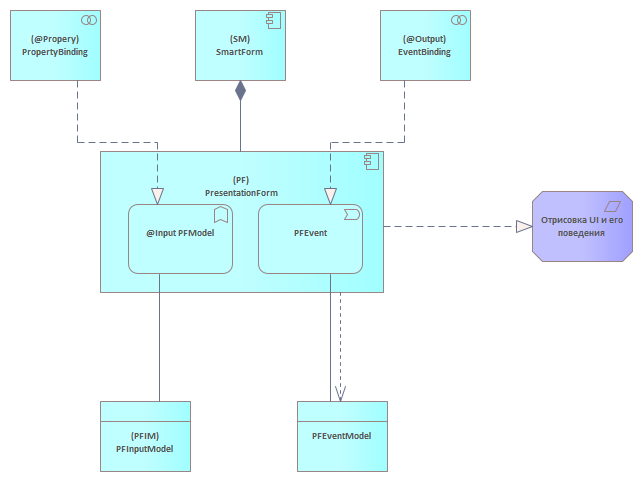 (@Propery)
PropertyBinding
(SM)
SmartForm
(@Output)
EventBinding
(PF)
PresentationForm
@Input PFModel
PFEvent
Отрисовка UI и его
поведения
(PFIM)
PFInputModel
PFEventModel